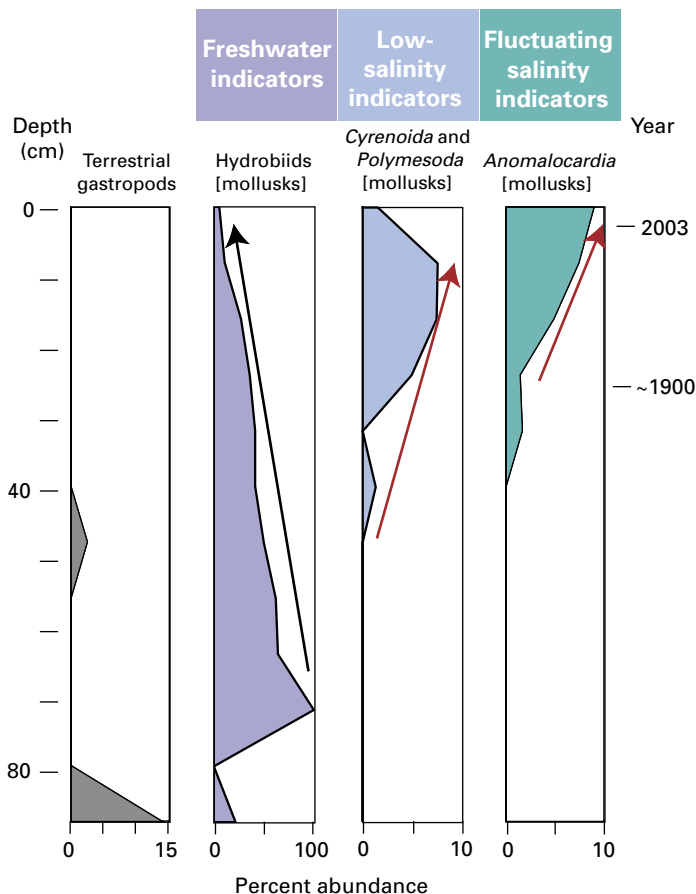 Freshwater
indicators
Low-
salinity
indicators
Fluctuating
salinity
indicators
Depth
(cm)
Terrestrial
gastropods
Hydrobiids
[mollusks]
Cyrenoida and
Polymesoda
[mollusks]
Anomalocardia
[mollusks]
Year
0
40
80
2003
~1900
0 15
0 100
0 10
0 10
Percent abundance